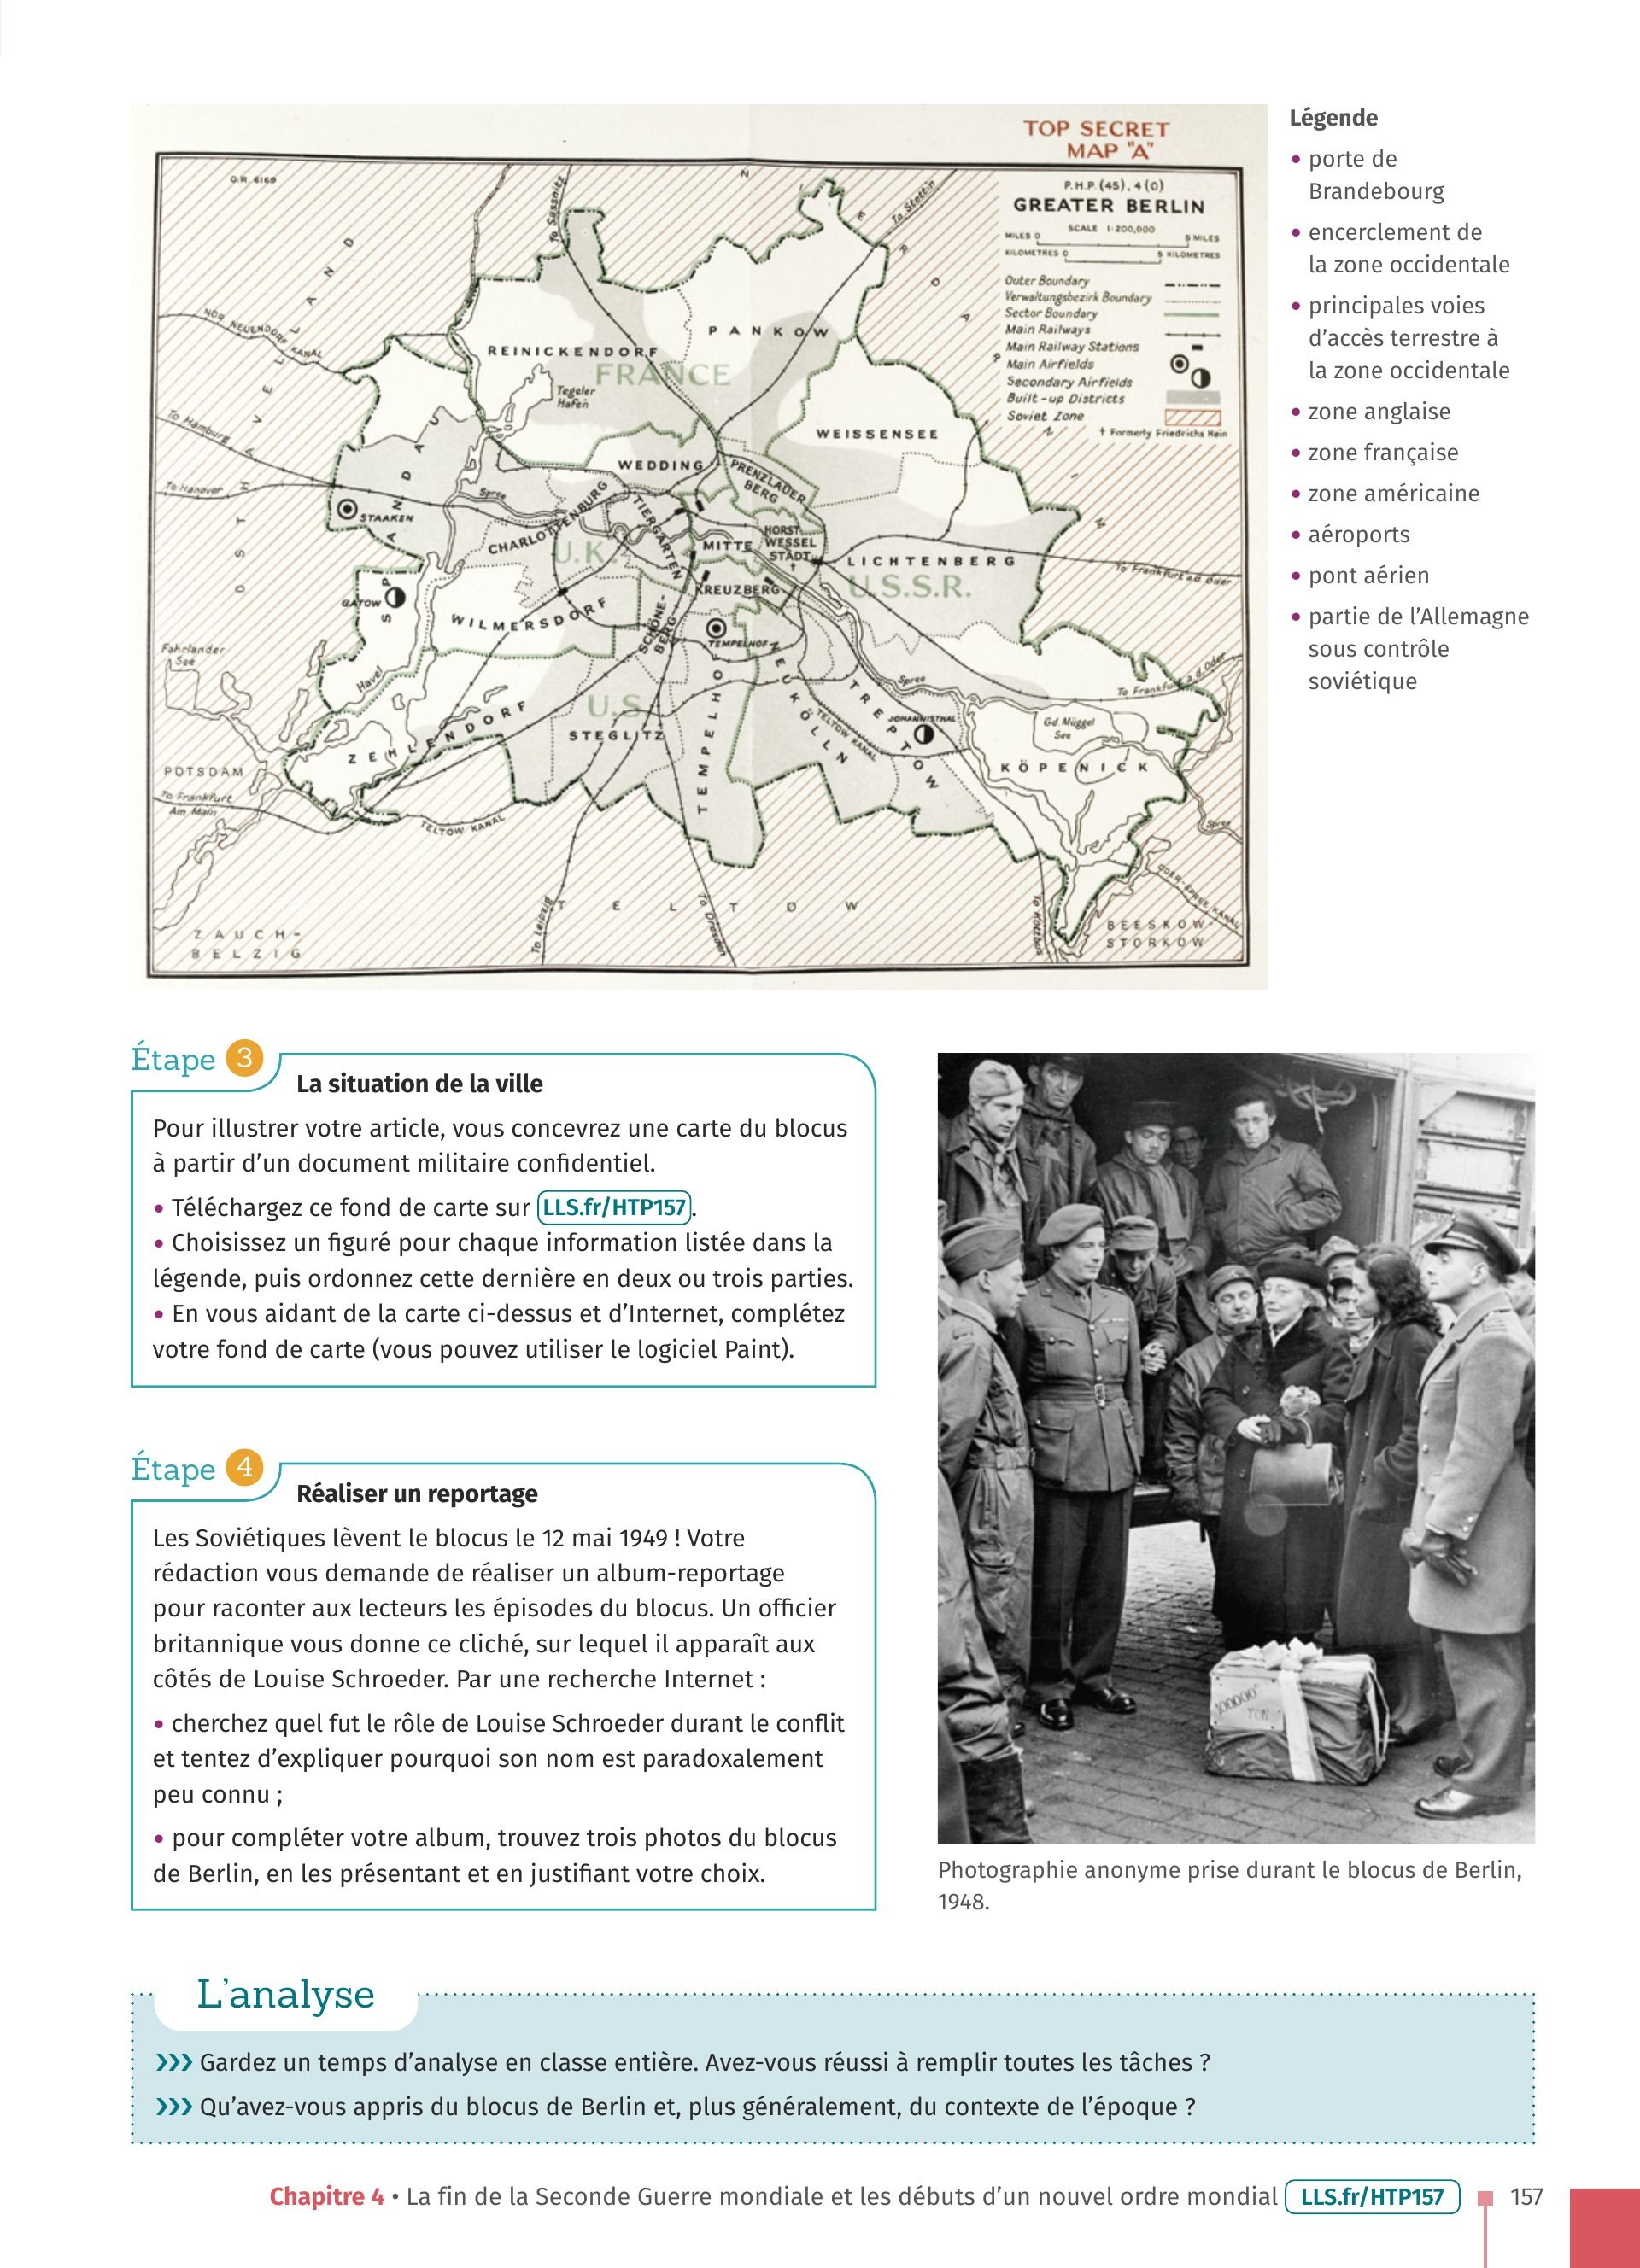 TOP SECRET
MAP "A"
O.R. 6169
P.H.P. (45). 4 (0)
GREATER BERLIN
SCALE 1:200,000
MILES 0 5 MILES
KILOMETRES 0 5 KILOMETRES
Outer Boundary
Verwaltungsbezirk Boundary
Sector Boundary
Main Railways
Main Railway Stations
Main Airfields
Secondary Airfields
Built-up Districts
Soviet Zone
† Formerly Friedrichs Hain
To Sassnitz
To Stettin
NIERDARNIM
OSTHAVELLAND
NDR NEUENDORF KANAL
To Hamburg
To Hanover
REINICKENDORF
PANKOW
FRANCE
Tegeler
Hafen
WEISSENSEE
WEDDING
PRENZLAUER
BERG
SPANDAU
STAAKEN
Spree
CHARLOTTENBURG
TIERGARTEN
U.K.
MITTE
HORST
WESSEL
STADT
†
LICHTENBERG
U.S.S.R.
To Frankfurt a.d. Oder
GATOW
KREUZBERG
WILMERSDORF
SCHÖNE-
BERG
TEMPELHOF
Fahrlander
See
Havel
NEUKÖLLN
TREPTOW
Spree
To Frankfurt a.d. Oder
U.S.
STEGLITZ
TEMPELHO
TELTOW KANAL
JOHANNISTHAL
Gd. Müggel
See
ZEHLENDORF
KÖPENICK
POTSDAM
To Frankfurt
Am Main
TELTOW KANAL
Spree
ODER-SPREE KANAL
To Leipzig
TELTOW
To Dresden
To Kottbus
ZAUCH-
BELZIG
BEESKOW-
STORKOW
Légende
• porte de
Brandebourg
• encerclement de
la zone occidentale
• principales voies
d’accès terrestre à
la zone occidentale
• zone anglaise
• zone française
• zone américaine
• aéroports
• pont aérien
• partie de l’Allemagne
sous contrôle
soviétique
Étape 3
La situation de la ville
Pour illustrer votre article, vous concevrez une carte du blocus
à partir d’un document militaire confidentiel.
• Téléchargez ce fond de carte sur LLS.fr/HTP157.
• Choisissez un figuré pour chaque information listée dans la
légende, puis ordonnez cette dernière en deux ou trois parties.
• En vous aidant de la carte ci-dessus et d’Internet, complétez
votre fond de carte (vous pouvez utiliser le logiciel Paint).
Étape 4
Réaliser un reportage
Les Soviétiques lèvent le blocus le 12 mai 1949 ! Votre
rédaction vous demande de réaliser un album-reportage
pour raconter aux lecteurs les épisodes du blocus. Un officier
britannique vous donne ce cliché, sur lequel il apparaît aux
côtés de Louise Schroeder. Par une recherche Internet :
• cherchez quel fut le rôle de Louise Schroeder durant le conflit
et tentez d’expliquer pourquoi son nom est paradoxalement
peu connu ;
• pour compléter votre album, trouvez trois photos du blocus
de Berlin, en les présentant et en justifiant votre choix.
100000
TON
Photographie anonyme prise durant le blocus de Berlin,
1948.
L’analyse
››› Gardez un temps d’analyse en classe entière. Avez-vous réussi à remplir toutes les tâches ?
››› Qu’avez-vous appris du blocus de Berlin et, plus généralement, du contexte de l’époque ?
Chapitre 4 • La fin de la Seconde Guerre mondiale et les débuts d’un nouvel ordre mondial LLS.fr/HTP157 157